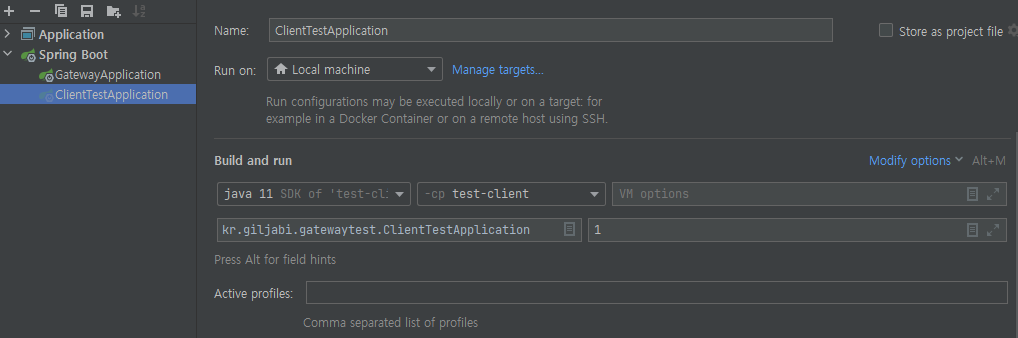 Application
Spring Boot
GatewayApplication
ClientTestApplication
Name: ClientTestApplication Store as project file
Run on: Local machine Manage targets...
Run configurations may be executed locally or on a target: for
example in a Docker Container or on a remote host using SSH.
Build and run Modify options Alt+M
java 11 SDK of 'test-cli -cp test-client VM options
kr.giljabi.gatewaytest.ClientTestApplication 1
Press Alt for field hints
Active profiles:
Comma separated list of profiles